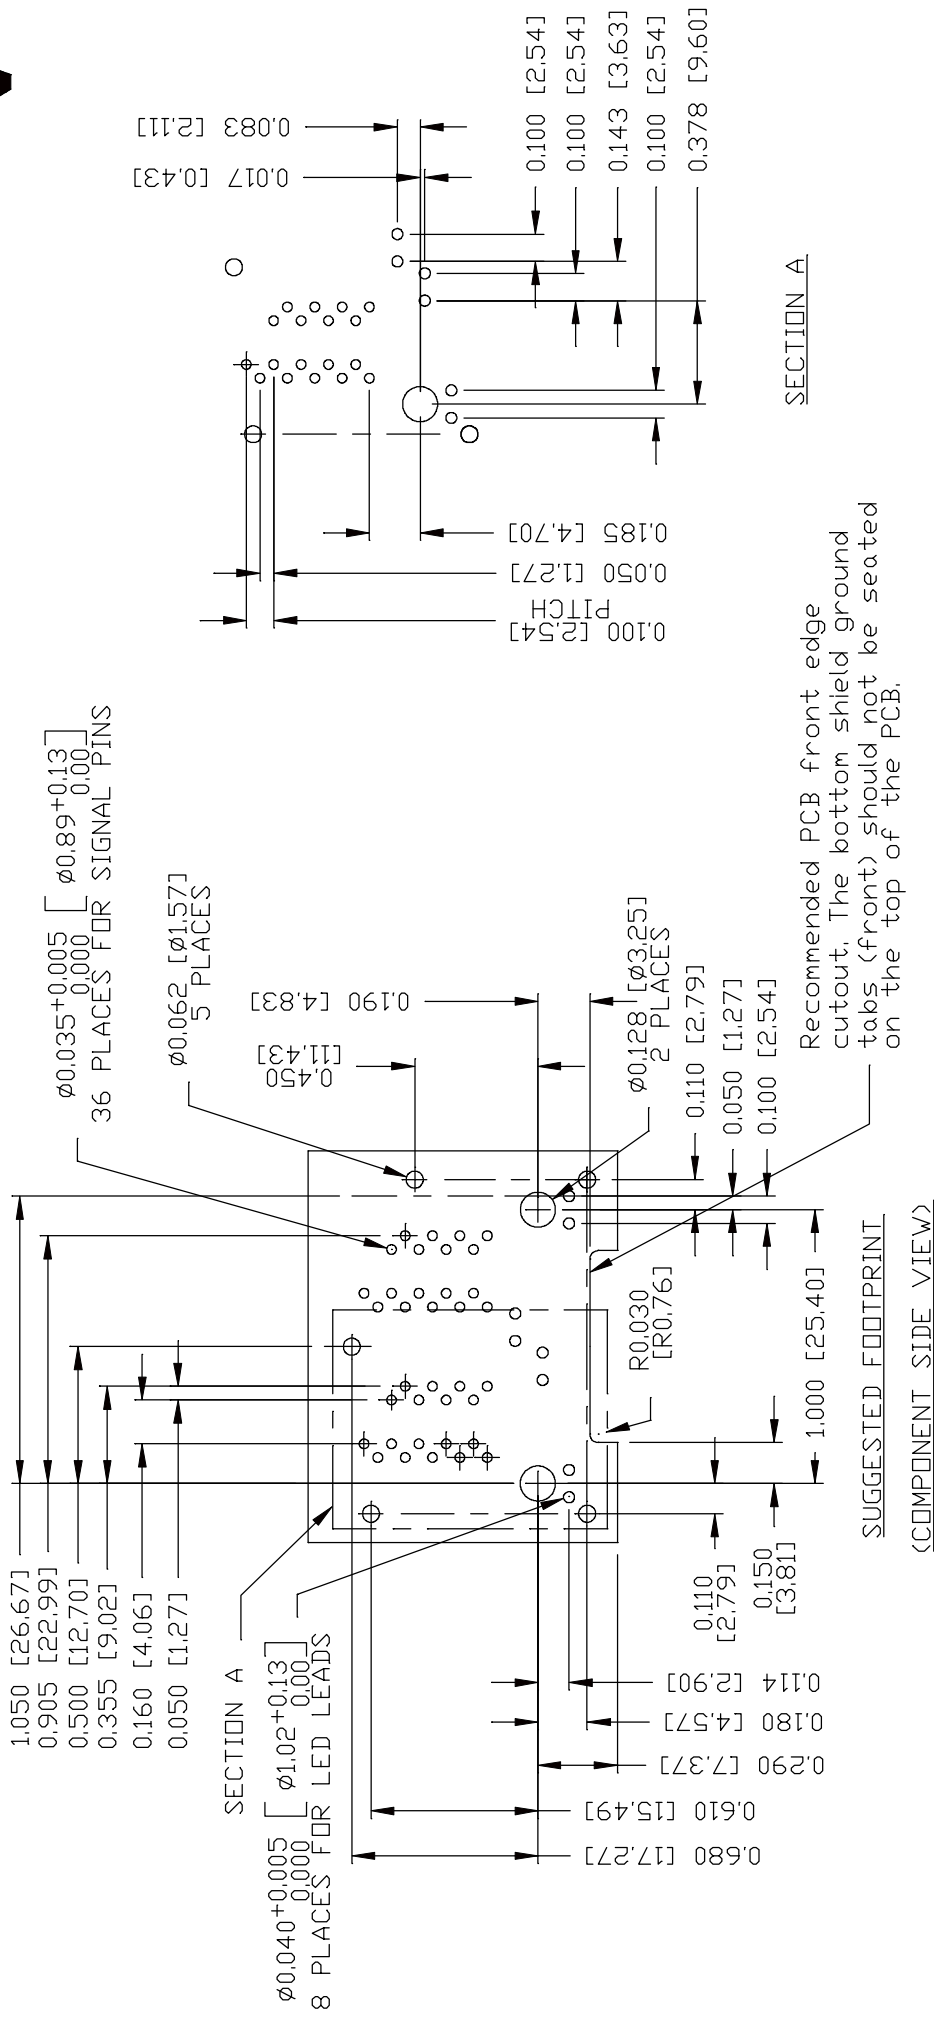 1.050 [26.67]
0.905 [22.99]
0.500 [12.70]
0.355 [9.02]
0.160 [4.06]
0.050 [1.27]
SECTION A
ø0.040+0.005 [ ø1.02+0.13 ]
0.000 0.00
8 PLACES FOR LED LEADS
ø0.035+0.005 [ ø0.89+0.13 ]
0.000 0.00
36 PLACES FOR SIGNAL PINS
ø0.062 [ø1.57]
5 PLACES
0.190 [4.83]
0.450
[11.43]
ø0.128 [ø3.25]
2 PLACES
0.110 [2.79]
0.050 [1.27]
0.100 [2.54]
R0.030
[R0.76]
1.000 [25.40]
0.110
[2.79]
0.150
[3.81]
0.114 [2.90]
0.180 [4.57]
0.290 [7.37]
0.610 [15.49]
0.680 [17.27]
Recommended PCB front edge
cutout. The bottom shield ground
tabs (front) should not be seated
on the top of the PCB.
SUGGESTED FOOTPRINT
(COMPONENT SIDE VIEW)
0.083 [2.11]
0.017 [0.43]
0.100 [2.54]
0.100 [2.54]
0.143 [3.63]
0.100 [2.54]
0.378 [9.60]
0.185 [4.70]
0.050 [1.27]
PITCH
0.100 [2.54]
SECTION A